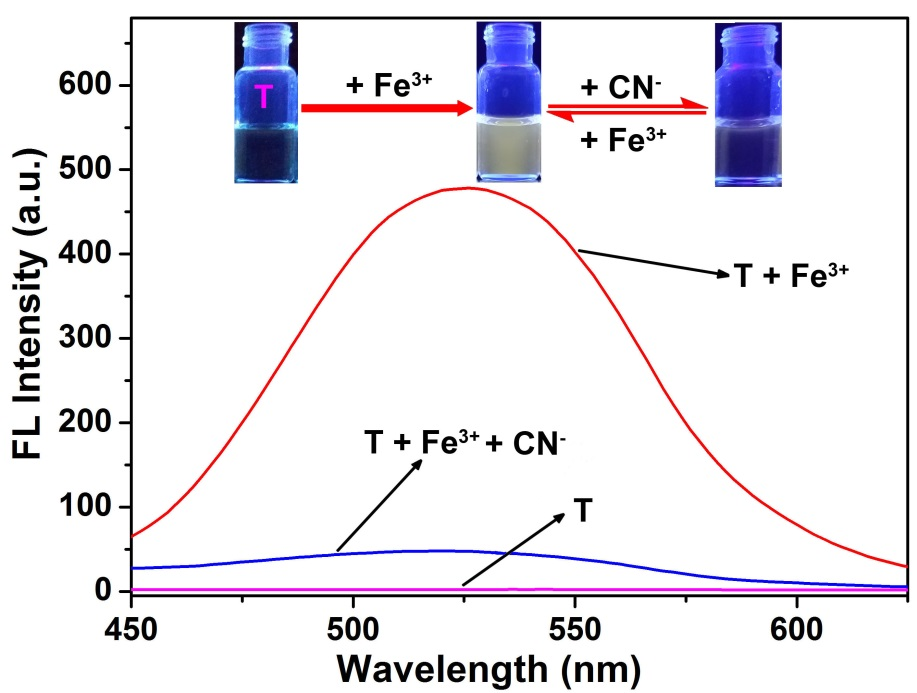 T
+ Fe³⁺
+ CN⁻
+ Fe³⁺
FL Intensity (a.u.)
600
500
400
300
200
100
0
T + Fe³⁺
T + Fe³⁺ + CN⁻
T
450
500
550
600
Wavelength (nm)